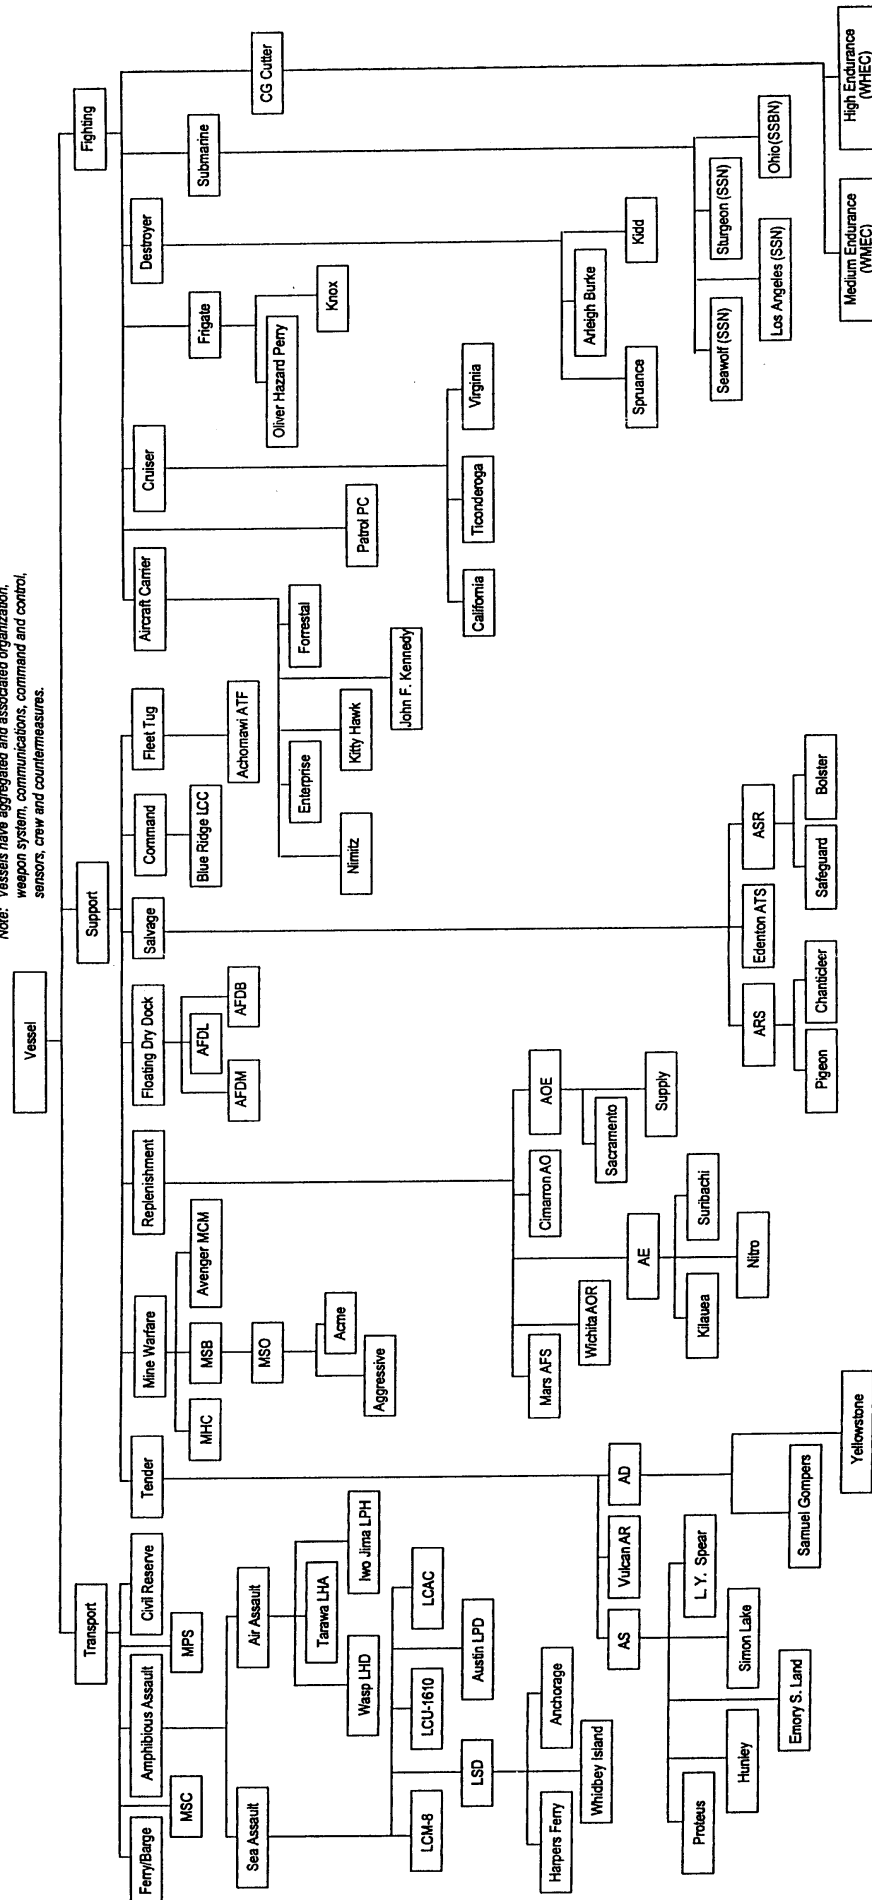 Note: Vessels have aggregated and associated organization,
weapon system, communications, command and control,
sensors, crew and countermeasures.
Vessel
Transport
Support
Fighting
Ferry/Barge
MSC
Amphibious Assault
MPS
Civil Reserve
Sea Assault
Air Assault
LCM-8
LSD
LCU-1610
Austin LPD
LCAC
Wasp LHD
Tarawa LHA
Iwo Jima LPH
Harpers Ferry
Whidbey Island
Anchorage
Tender
Mine Warfare
Replenishment
Floating Dry Dock
Salvage
Command
Fleet Tug
AS
Vulcan AR
AD
Proteus
Hunley
Emory S. Land
Simon Lake
L.Y. Spear
Samuel Gompers
Yellowstone
MHC
MSB
Avenger MCM
MSO
Aggressive
Acme
Mars AFS
Wichita AOR
AE
Cimarron AO
AOE
Kilauea
Nitro
Suribachi
Sacramento
Supply
AFDM
AFDL
AFDB
ARS
Edenton ATS
ASR
Pigeon
Chanticleer
Safeguard
Bolster
Blue Ridge LCC
Achomawi ATF
Aircraft Carrier
Patrol PC
Cruiser
Frigate
Destroyer
Submarine
CG Cutter
Nimitz
Enterprise
Kitty Hawk
John F. Kennedy
Forrestal
California
Ticonderoga
Virginia
Oliver Hazard Perry
Knox
Spruance
Arleigh Burke
Kidd
Seawolf (SSN)
Los Angeles (SSN)
Sturgeon (SSN)
Ohio (SSBN)
Medium Endurance
(WMEC)
High Endurance
(WHEC)